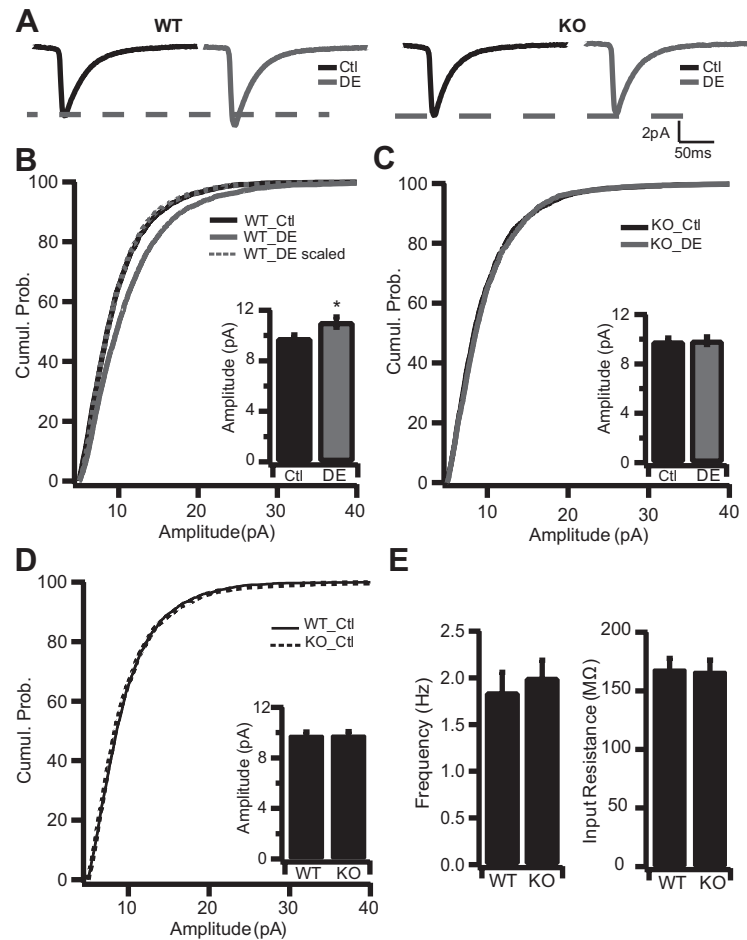 A
WT
KO
Ctl
DE
Ctl
DE
2pA
50ms
B
100
80
60
40
20
0
Cumul. Prob.
WT_Ctl
WT_DE
WT_DE scaled
12
8
4
0
Amplitude (pA)
*
Ctl DE
10 20 30 40
Amplitude(pA)
C
100
80
60
40
20
0
Cumul. Prob.
KO_Ctl
KO_DE
12
8
4
0
Amplitude (pA)
Ctl DE
10 20 30 40
Amplitude (pA)
D
100
80
60
40
20
0
Cumul. Prob.
WT_Ctl
KO_Ctl
12
8
4
0
Amplitude (pA)
WT KO
10 20 30 40
Amplitude (pA)
E
2.5
2.0
1.5
1.0
0.5
0.0
Frequency (Hz)
WT KO
200
150
100
50
0
Input Resistance (MΩ)
WT KO